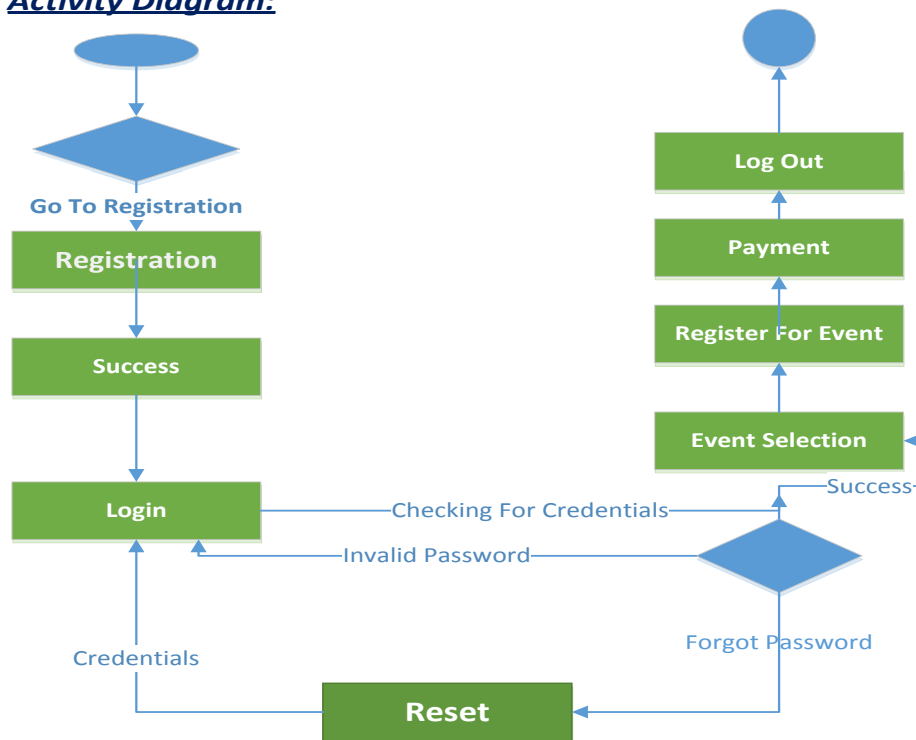 Activity Diagram:
Go To Registration
Registration
Success
Login
Checking For Credentials
Invalid Password
Credentials
Reset
Forgot Password
Success
Event Selection
Register For Event
Payment
Log Out